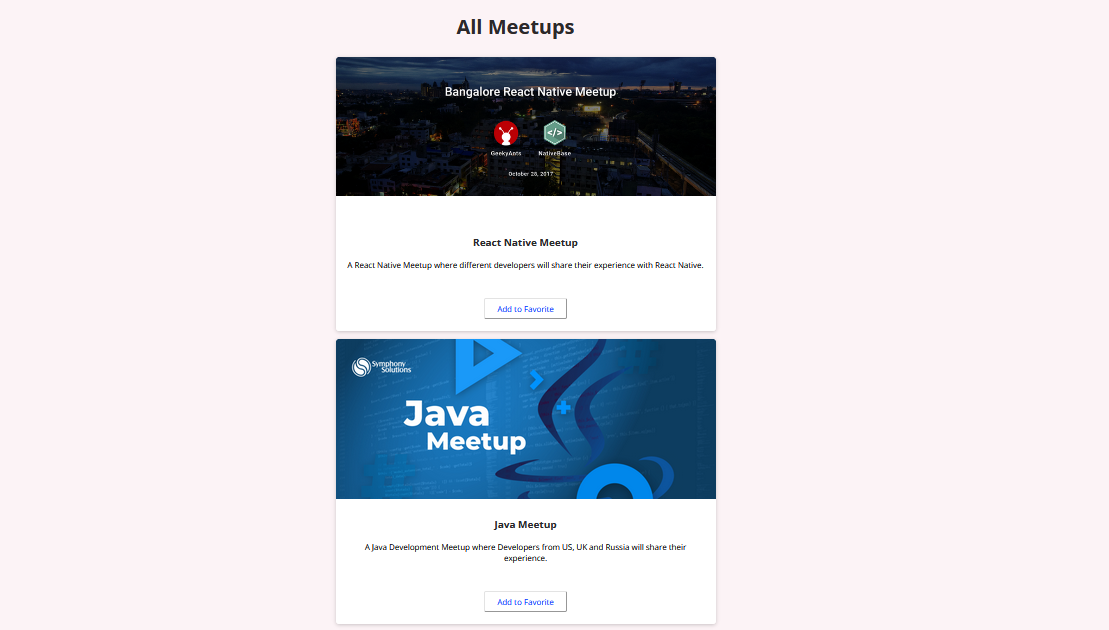 All Meetups
Bangalore React Native Meetup
</>
GeekyAnts NativeBase
October 28, 2017
React Native Meetup
A React Native Meetup where different developers will share their experience with React Native.
Add to Favorite
Symphony
Solutions
Java
Meetup
Java Meetup
A Java Development Meetup where Developers from US, UK and Russia will share their
experience.
Add to Favorite